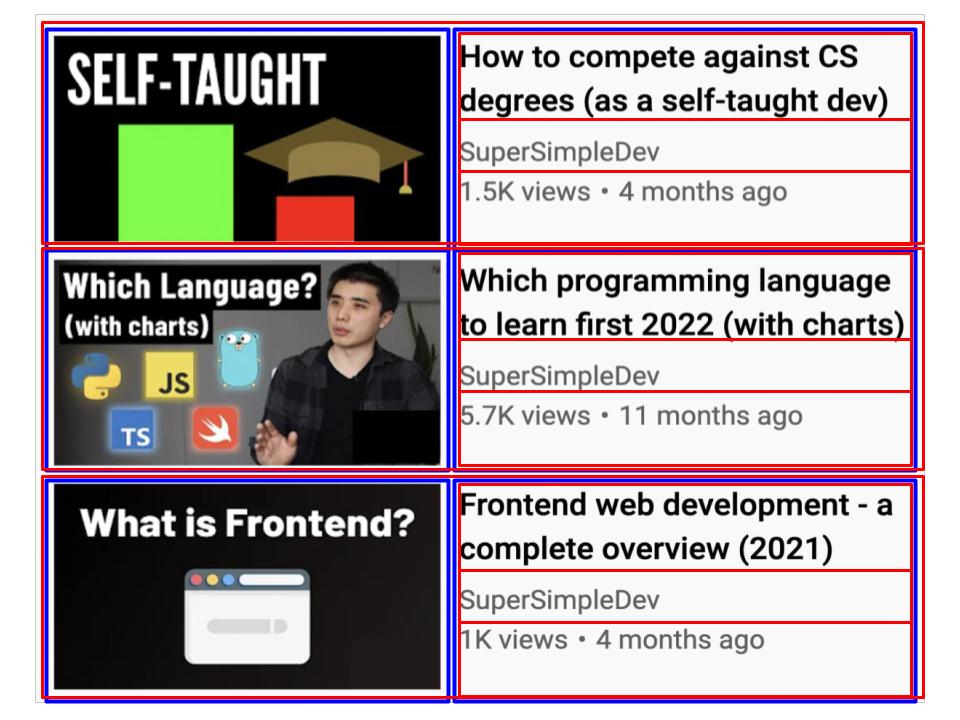 SELF-TAUGHT
How to compete against CS
degrees (as a self-taught dev)
SuperSimpleDev
1.5K views • 4 months ago
Which Language?
(with charts)
JS
TS
Which programming language
to learn first 2022 (with charts)
SuperSimpleDev
5.7K views • 11 months ago
What is Frontend?
Frontend web development - a
complete overview (2021)
SuperSimpleDev
1K views • 4 months ago